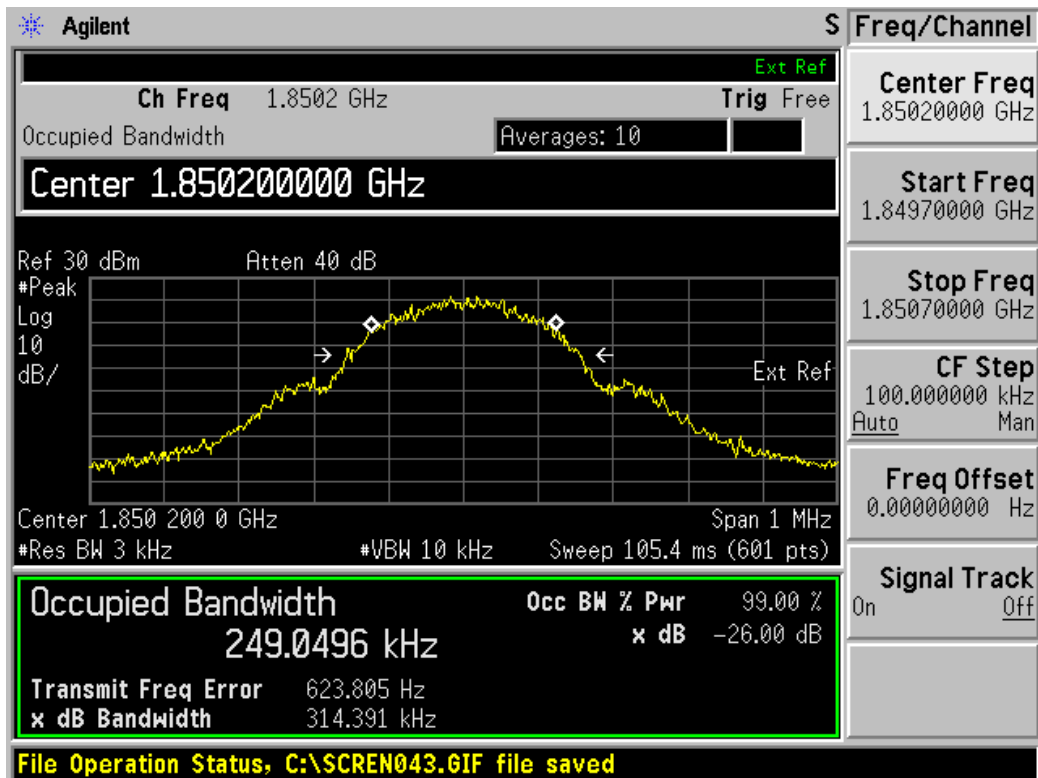 Agilent S Freq/Channel
Ext Ref
Ch Freq 1.8502 GHz Trig Free
Occupied Bandwidth Averages: 10
Center 1.850200000 GHz
Ref 30 dBm Atten 40 dB
#Peak
Log
10
dB/
Ext Ref
Center 1.850 200 0 GHz Span 1 MHz
#Res BW 3 kHz #VBW 10 kHz Sweep 105.4 ms (601 pts)
Occupied Bandwidth Occ BW % Pwr 99.00 %
249.0496 kHz x dB -26.00 dB
Transmit Freq Error 623.805 Hz
x dB Bandwidth 314.391 kHz
File Operation Status, C:\SCREN043.GIF file saved
Center Freq
1.85020000 GHz
Start Freq
1.84970000 GHz
Stop Freq
1.85070000 GHz
CF Step
100.000000 kHz
Auto Man
Freq Offset
0.00000000 Hz
Signal Track
On Off